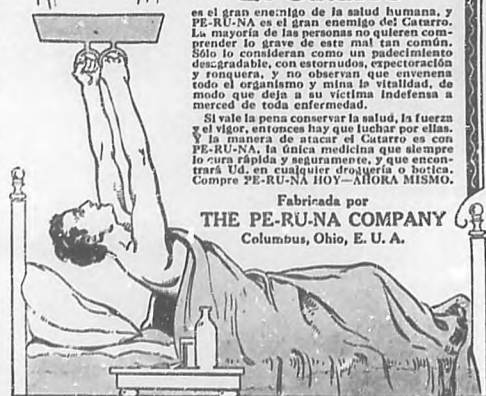 es el gran enemigo de la salud humana, y
PE-RU-NA es el gran enemigo del Catarro.
La mayoría de las personas no quieren com-
prender lo grave de este mal tan común.
Sólo lo consideran como un padecimiento
desagradable, con estornudos, expectoración
y ronquera, y no observan que envenena
todo el organismo y mina la vitalidad, de
modo que deja a su víctima indefensa a
merced de toda enfermedad.
Si vale la pena conservar la salud, la fuerza
y el vigor, entonces hay que luchar por ellas.
Y la manera de atacar el Catarro es con
PE-RU-NA, la única medicina que siempre
lo cura rápida y seguramente, y que encon-
trará Ud. en cualquier droguería o botica.
Compre PE-RU-NA HOY—AHORA MISMO.
Fabricada por
THE PE-RU-NA COMPANY
Columbus, Ohio, E. U. A.